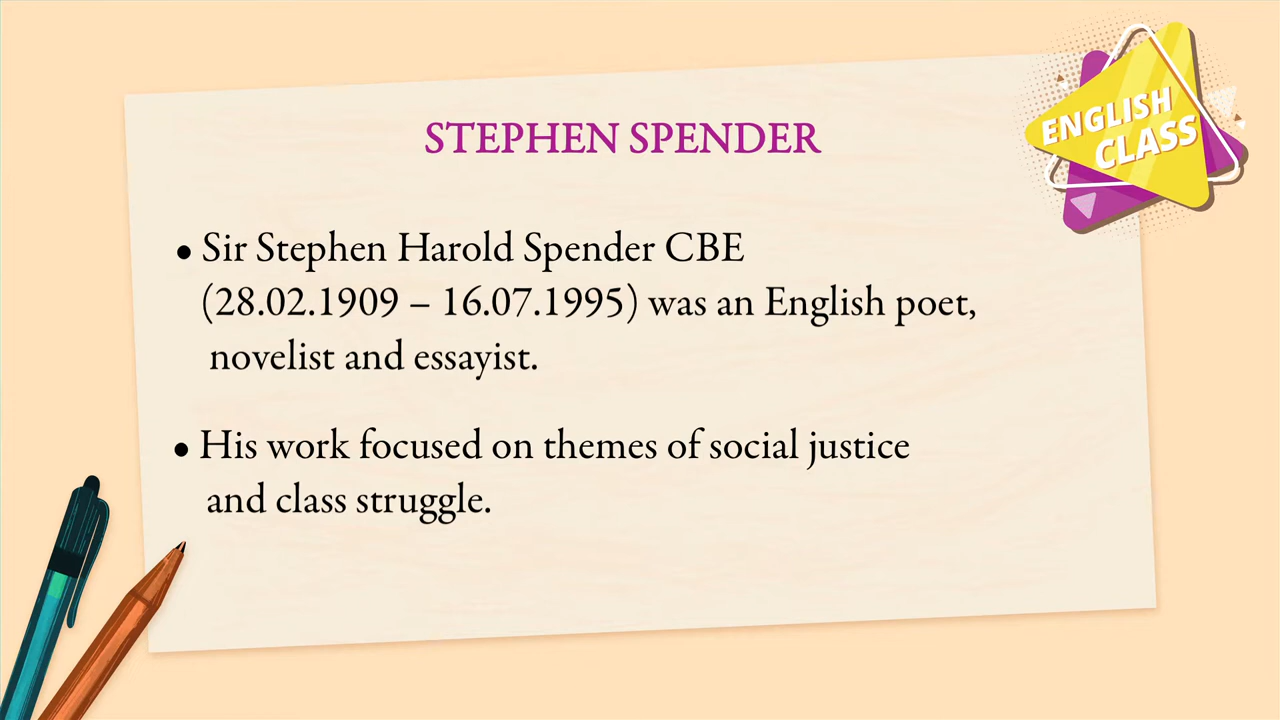 ENGLISH
CLASS
STEPHEN SPENDER
• Sir Stephen Harold Spender CBE
(28.02.1909 – 16.07.1995) was an English poet,
novelist and essayist.
• His work focused on themes of social justice
and class struggle.